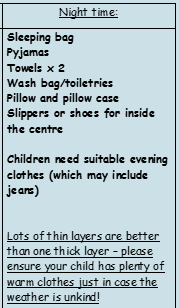 Night time:
Sleeping bag
Pyjamas
Towels x 2
Wash bag/toiletries
Pillow and pillow case
Slippers or shoes for inside
the centre
Children need suitable evening
clothes (which may include
jeans)
Lots of thin layers are better
than one thick layer – please
ensure your child has plenty of
warm clothes just in case the
weather is unkind!